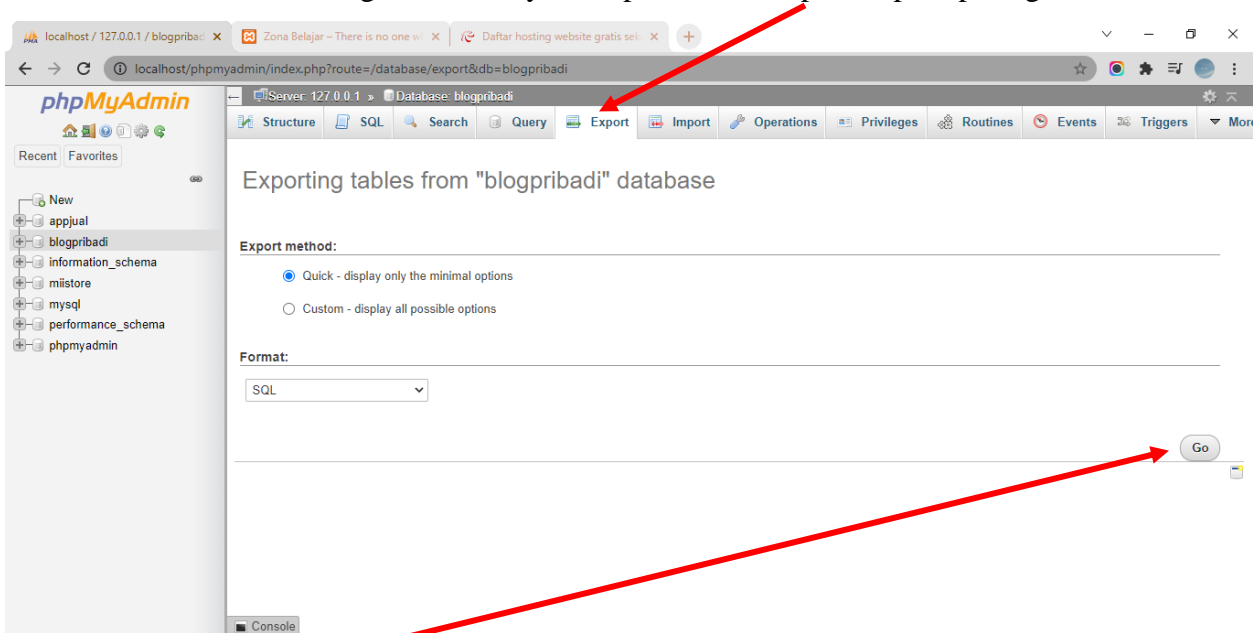 localhost / 127.0.0.1 / blogpribad Zona Belajar – There is no one w Daftar hosting website gratis sel
localhost/phpmyadmin/index.php?route=/database/export&db=blogpribadi
phpMyAdmin
Recent Favorites
New
appjual
blogpribadi
information_schema
miistore
mysql
performance_schema
phpmyadmin
Server: 127.0.0.1 » Database: blogpribadi
Structure SQL Search Query Export Import Operations Privileges Routines Events Triggers More
Exporting tables from "blogpribadi" database
Export method:
Quick - display only the minimal options
Custom - display all possible options
Format:
SQL
Go
Console